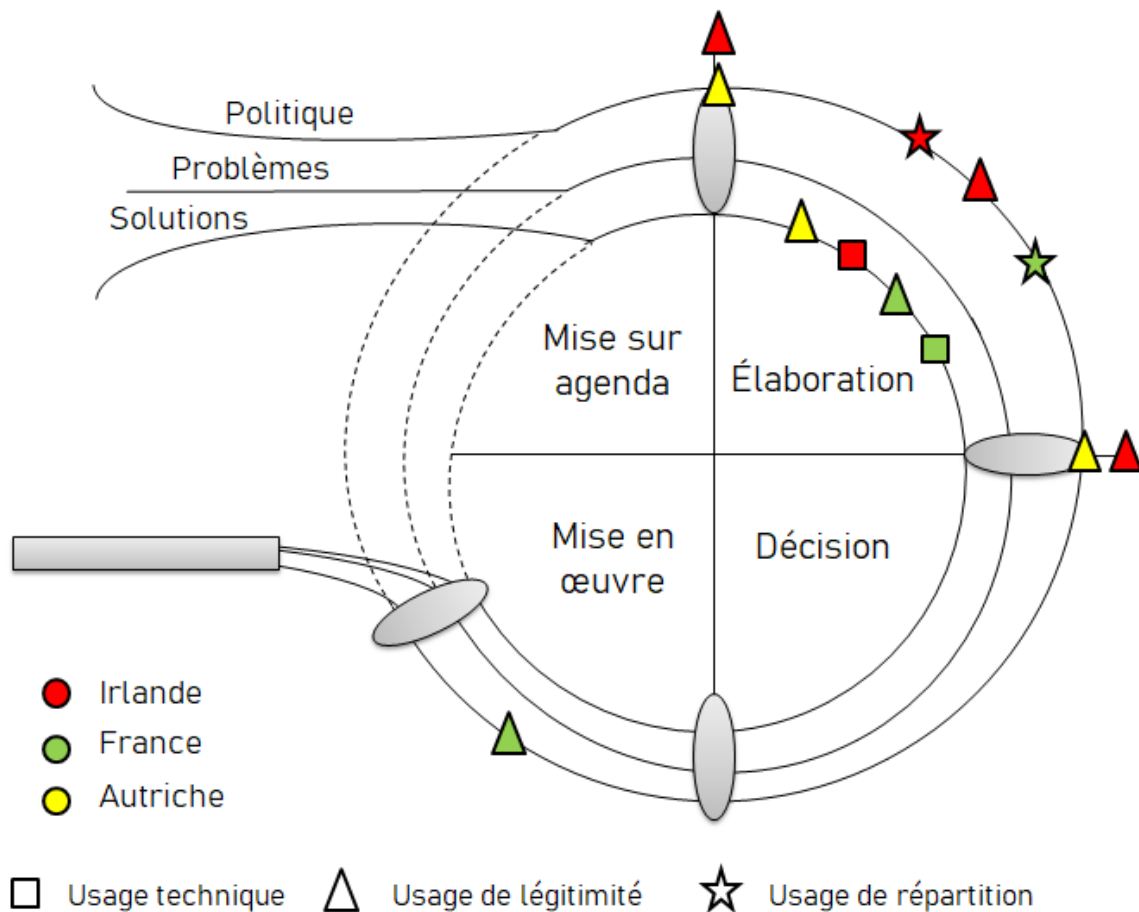 Politique
Problèmes
Solutions
Mise sur
agenda
Élaboration
Mise en
œuvre
Décision
Irlande
France
Autriche
Usage technique
Usage de légitimité
Usage de répartition